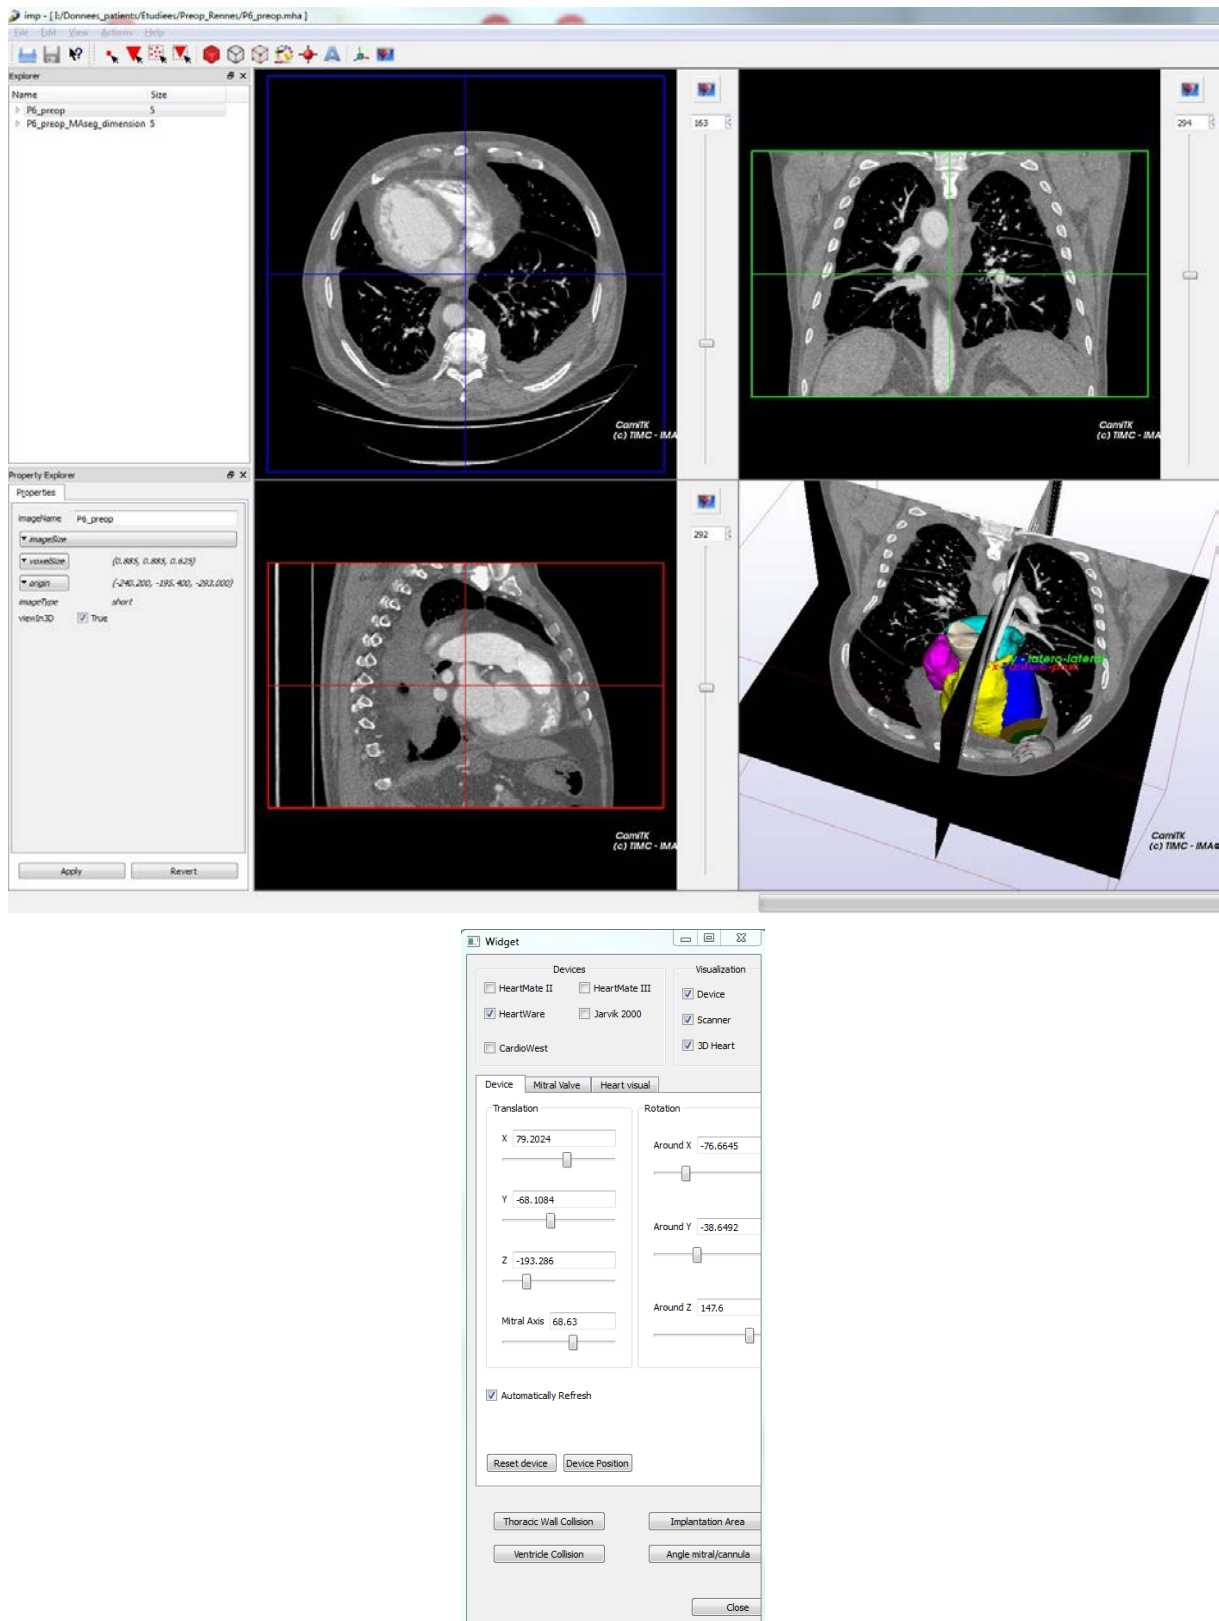 imp - [ I:/Donnees_patients/Etudiees/Preop_Rennes/P6_preop.mha ]
File Edit View Actions Help
Explorer
Name Size
P6_preop 5
P6_preop_MAseg_dimension 5
163
294
CamiTK
(c) TIMC - IMA
CamiTK
(c) TIMC - IMA
Property Explorer
Properties
imageName P6_preop
imageSize
voxelSize (0.885, 0.885, 0.625)
origin (-240.200, -195.400, -293.000)
imageType short
viewIn3D True
Apply Revert
292
CamiTK
(c) TIMC - IMA
y - latero-lateral
CamiTK
(c) TIMC - IMA
Widget
Devices
HeartMate II HeartMate III
HeartWare Jarvik 2000
CardioWest
Visualization
Device
Scanner
3D Heart
Device Mitral Valve Heart visual
Translation
X 79.2024
Y -68.1084
Z -193.286
Mitral Axis 68.63
Rotation
Around X -76.6645
Around Y -38.6492
Around Z 147.6
Automatically Refresh
Reset device Device Position
Thoracic Wall Collision Implantation Area
Ventricle Collision Angle mitral/cannula
Close